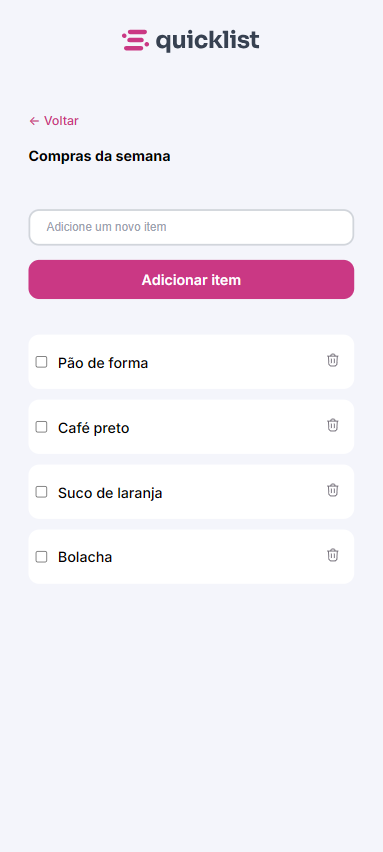 quicklist
← Voltar
Compras da semana
Adicione um novo item
Adicionar item
Pão de forma
Café preto
Suco de laranja
Bolacha